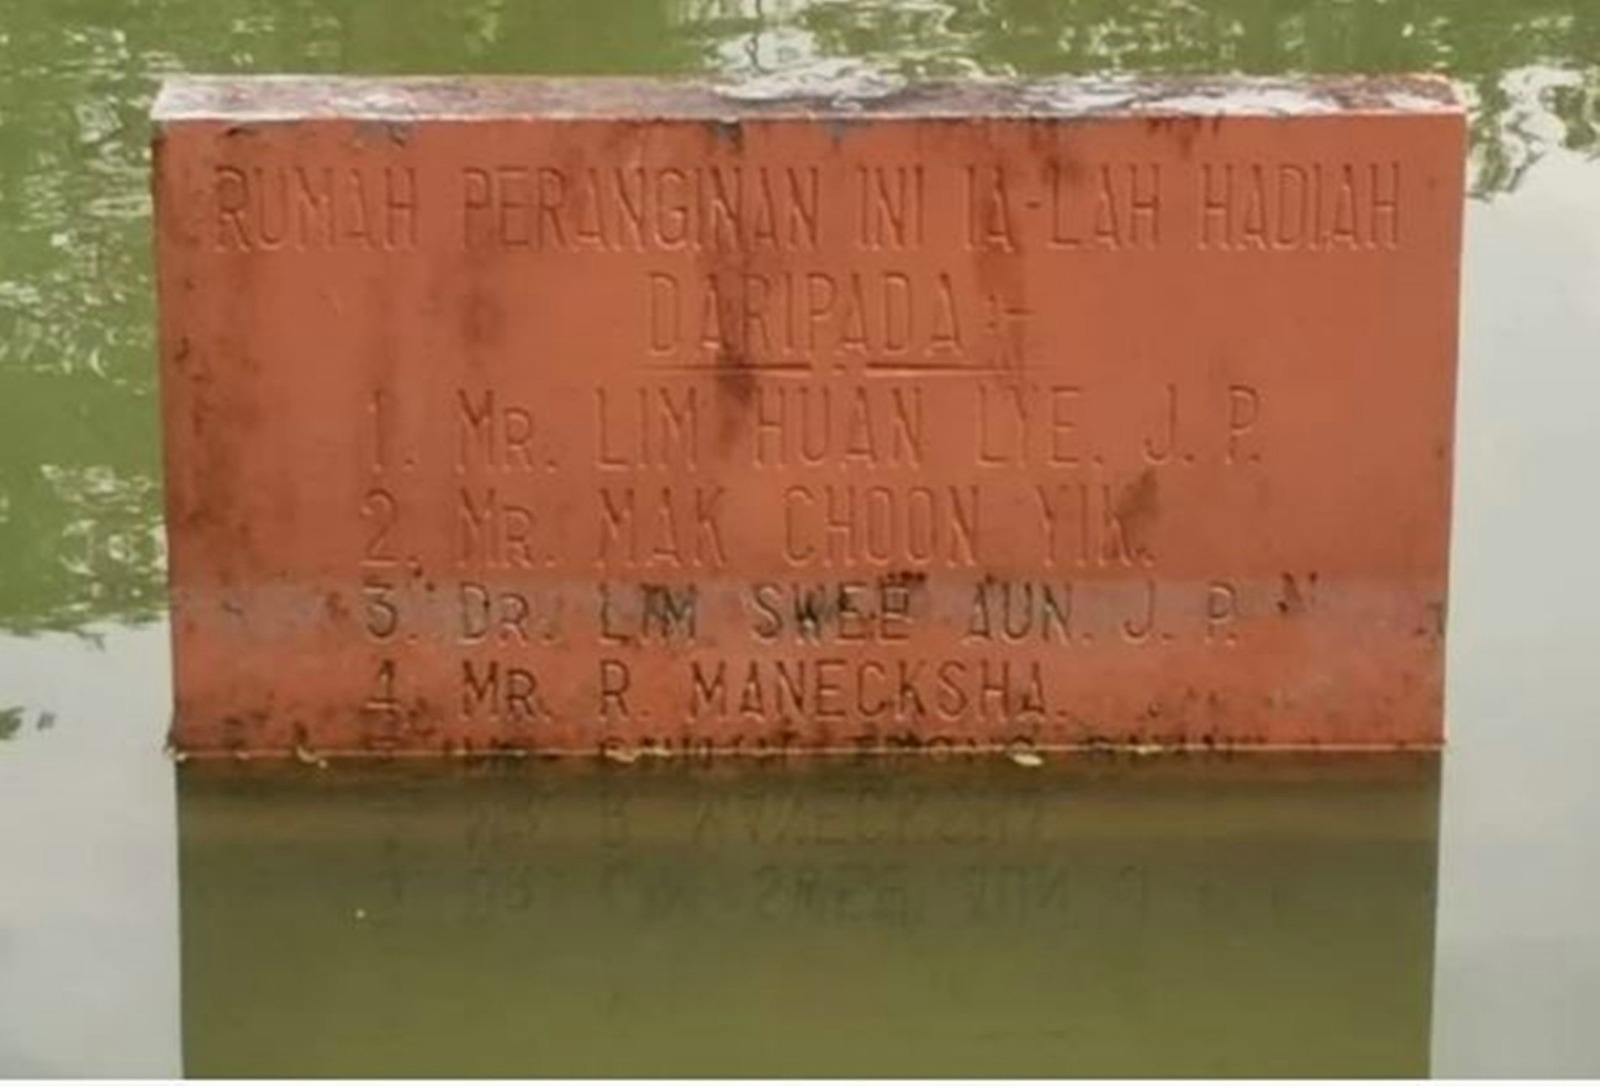 RUMAH PERANGINAN INI IA-LAH HADIAH
DARIPADA:-
1. MR. LIM HUAN LYE. J. P.
2. MR. MAK CHOON YIK.
3. DR. LIM SWEE AUN. J. P.
4. MR. R. MANECKSHA.